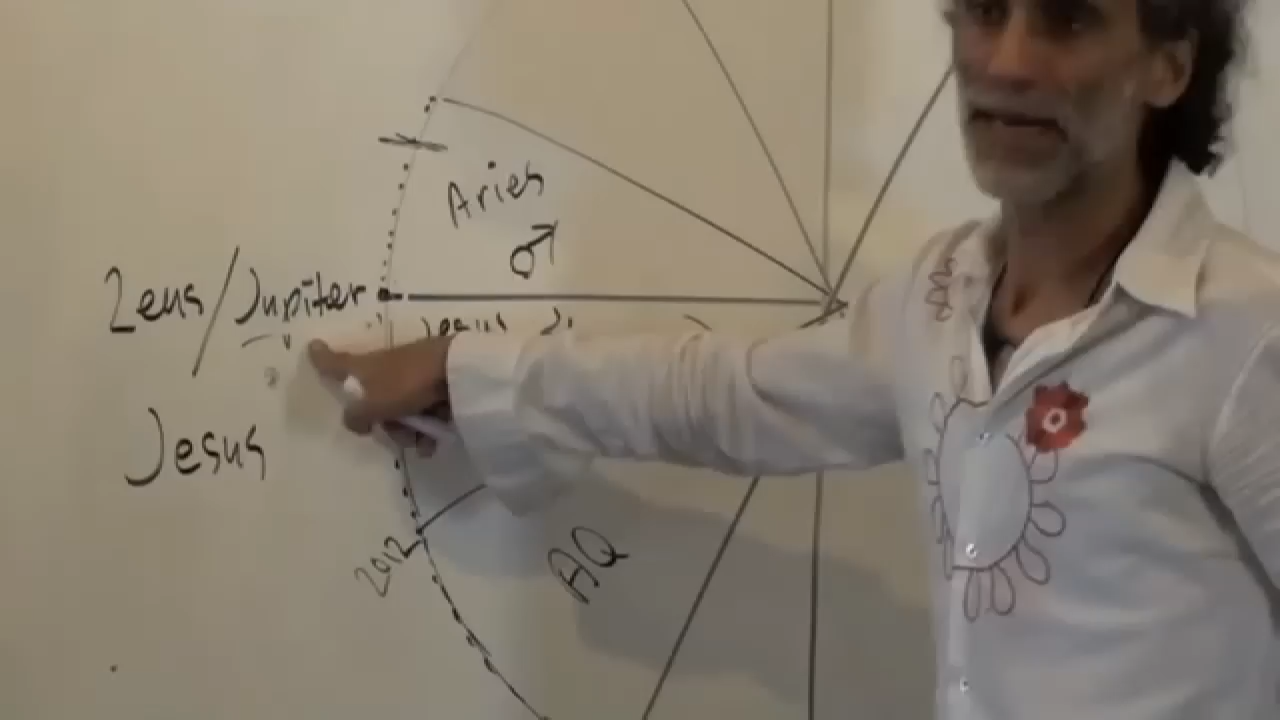 Aries
♂
Zeus/Jupiter
Jesus
Jesus
2012
AQ